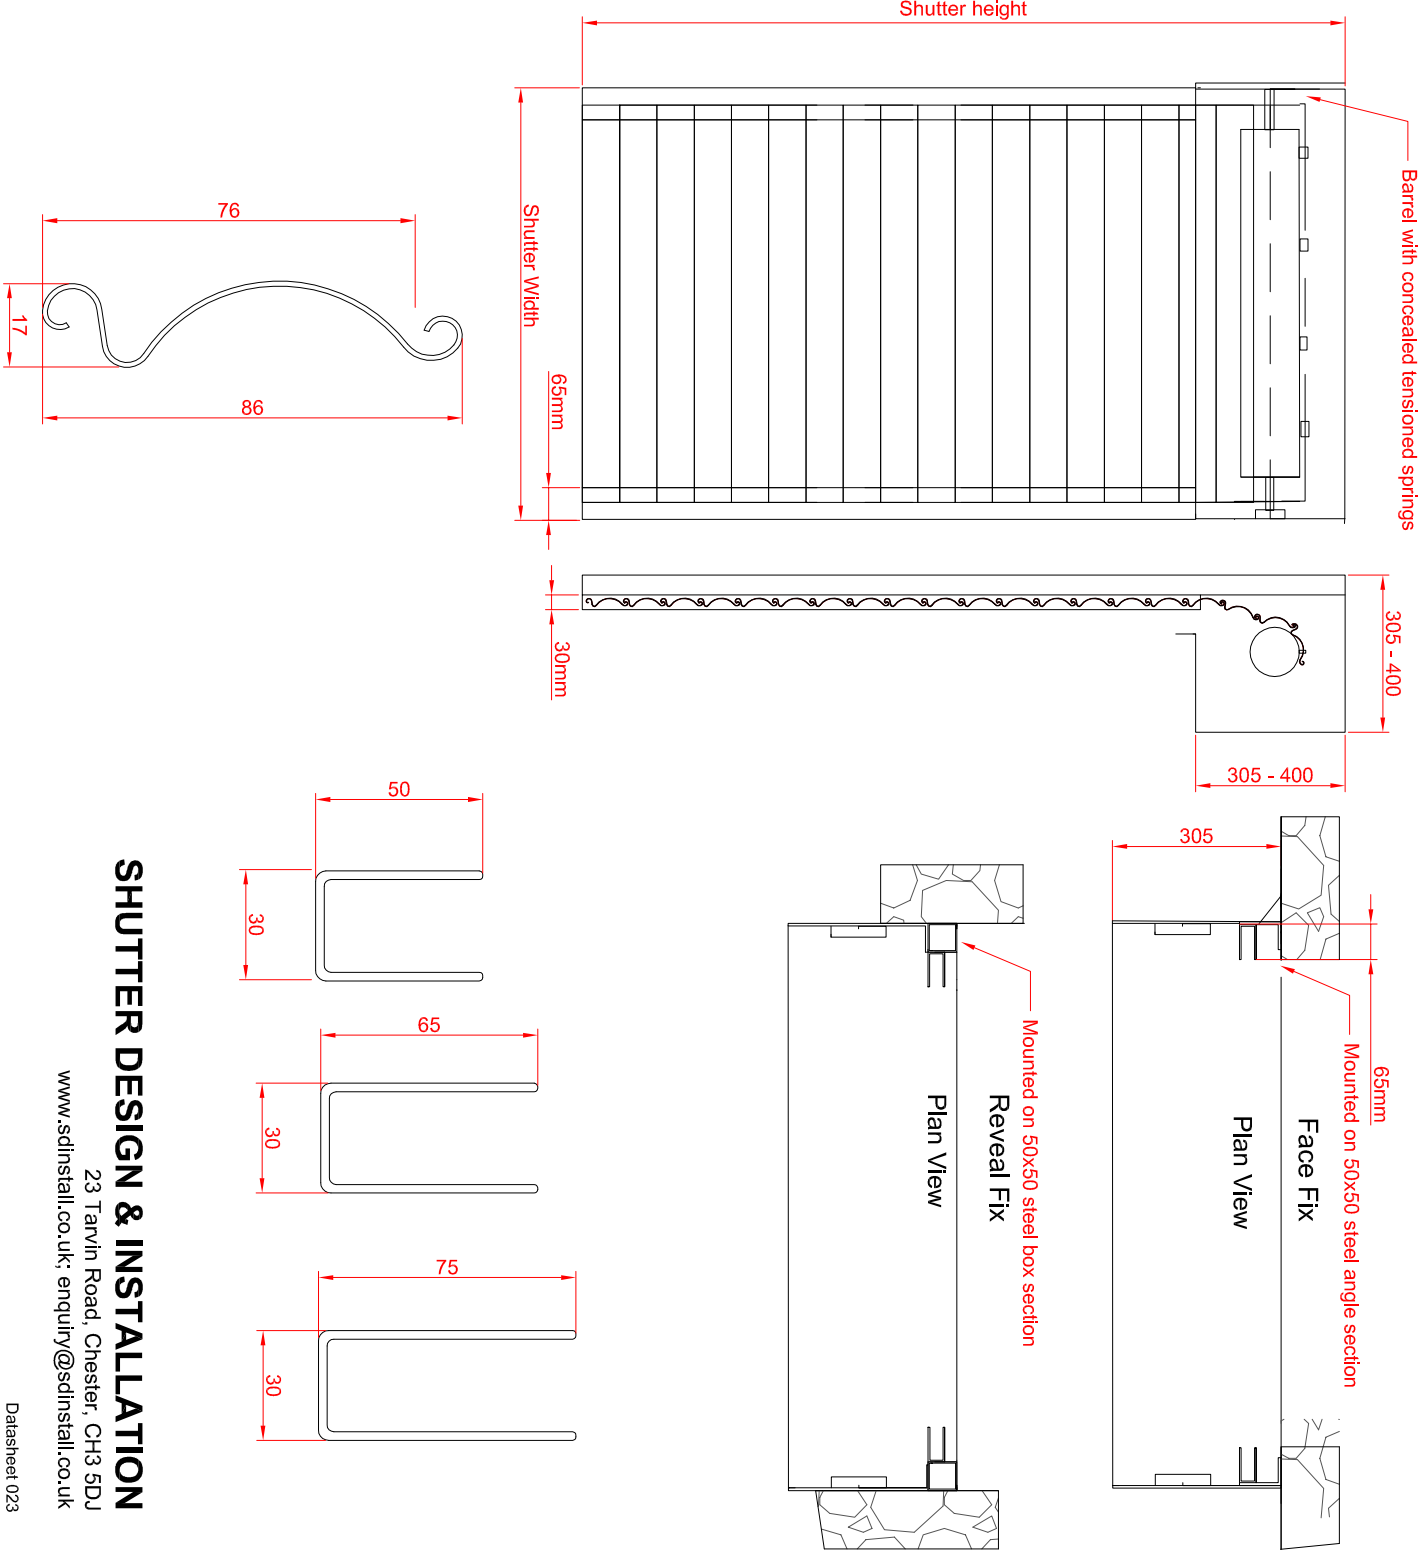 Shutter height
Barrel with concealed tensioned springs
Shutter Width
65mm
76
17
86
30mm
305 - 400
305 - 400
50
30
65
30
75
30
305
65mm
Mounted on 50x50 steel angle section
Face Fix
Plan View
Mounted on 50x50 steel box section
Reveal Fix
Plan View
SHUTTER DESIGN & INSTALLATION
23 Tarvin Road, Chester, CH3 5DJ
www.sdinstall.co.uk; enquiry@sdinstall.co.uk
Datasheet 023